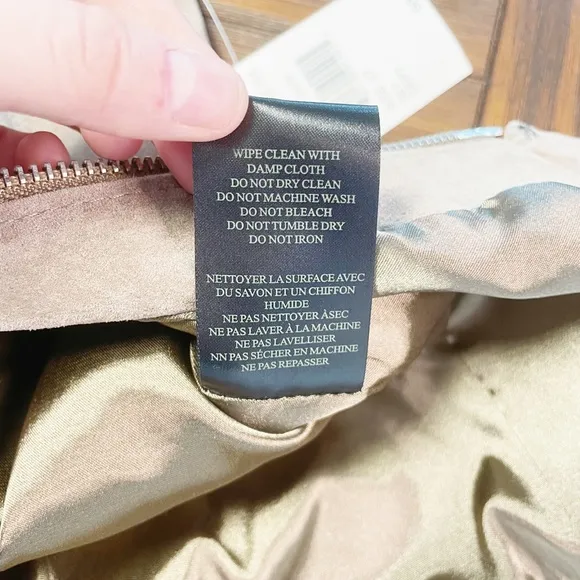 WIPE CLEAN WITH
DAMP CLOTH
DO NOT DRY CLEAN
DO NOT MACHINE WASH
DO NOT BLEACH
DO NOT TUMBLE DRY
DO NOT IRON
NETTOYER LA SURFACE AVEC
DU SAVON ET UN CHIFFON
HUMIDE
NE PAS NETTOYER ÀSEC
NE PAS LAVER À LA MACHINE
NE PAS LAVELLISER
NN PAS SÉCHER EN MACHINE
NE PAS REPASSER